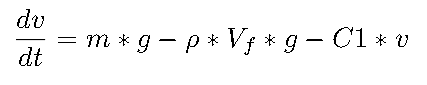 dv/dt = m * g − ρ * V_f * g − C1 * v